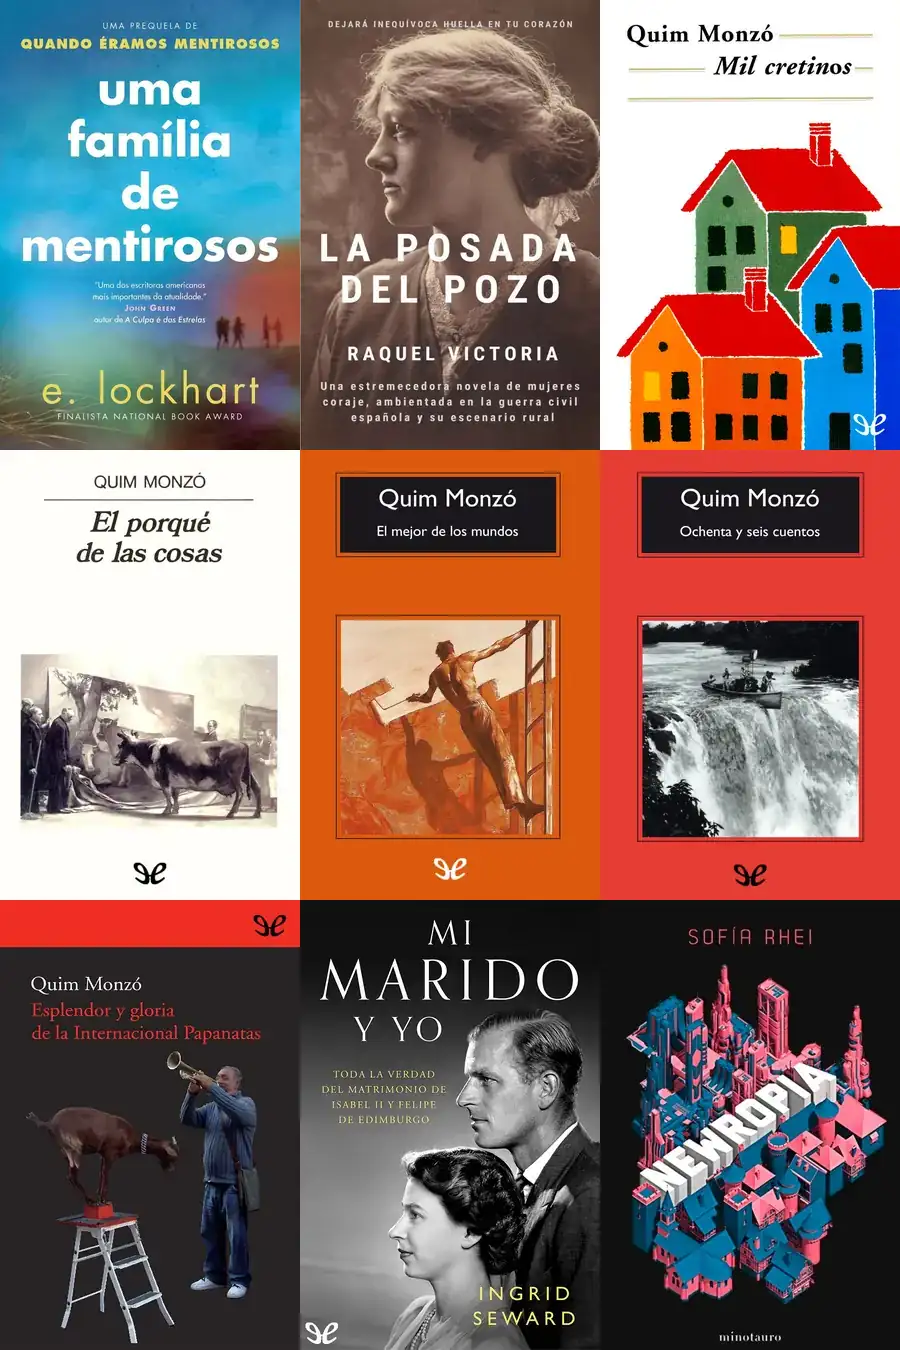 UMA PREQUELA DE
QUANDO ÉRAMOS MENTIROSOS
uma
família
de
mentirosos
"Uma das escritoras americanas
mais importantes da atualidade."
JOHN GREEN
autor de A Culpa é das Estrelas
e. lockhart
FINALISTA NATIONAL BOOK AWARD
DEJARÁ INEQUÍVOCA HUELLA EN TU CORAZÓN
LA POSADA
DEL POZO
RAQUEL VICTORIA
Una estremecedora novela de mujeres
coraje, ambientada en la guerra civil
española y su escenario rural
Quim Monzó
Mil cretinos
QUIM MONZÓ
El porqué
de las cosas
Quim Monzó
El mejor de los mundos
Quim Monzó
Ochenta y seis cuentos
Quim Monzó
Esplendor y gloria
de la Internacional Papanatas
MI
MARIDO
Y YO
TODA LA VERDAD
DEL MATRIMONIO DE
ISABEL II Y FELIPE
DE EDIMBURGO
INGRID
SEWARD
SOFÍA RHEI
NEWROPIA
minotauro